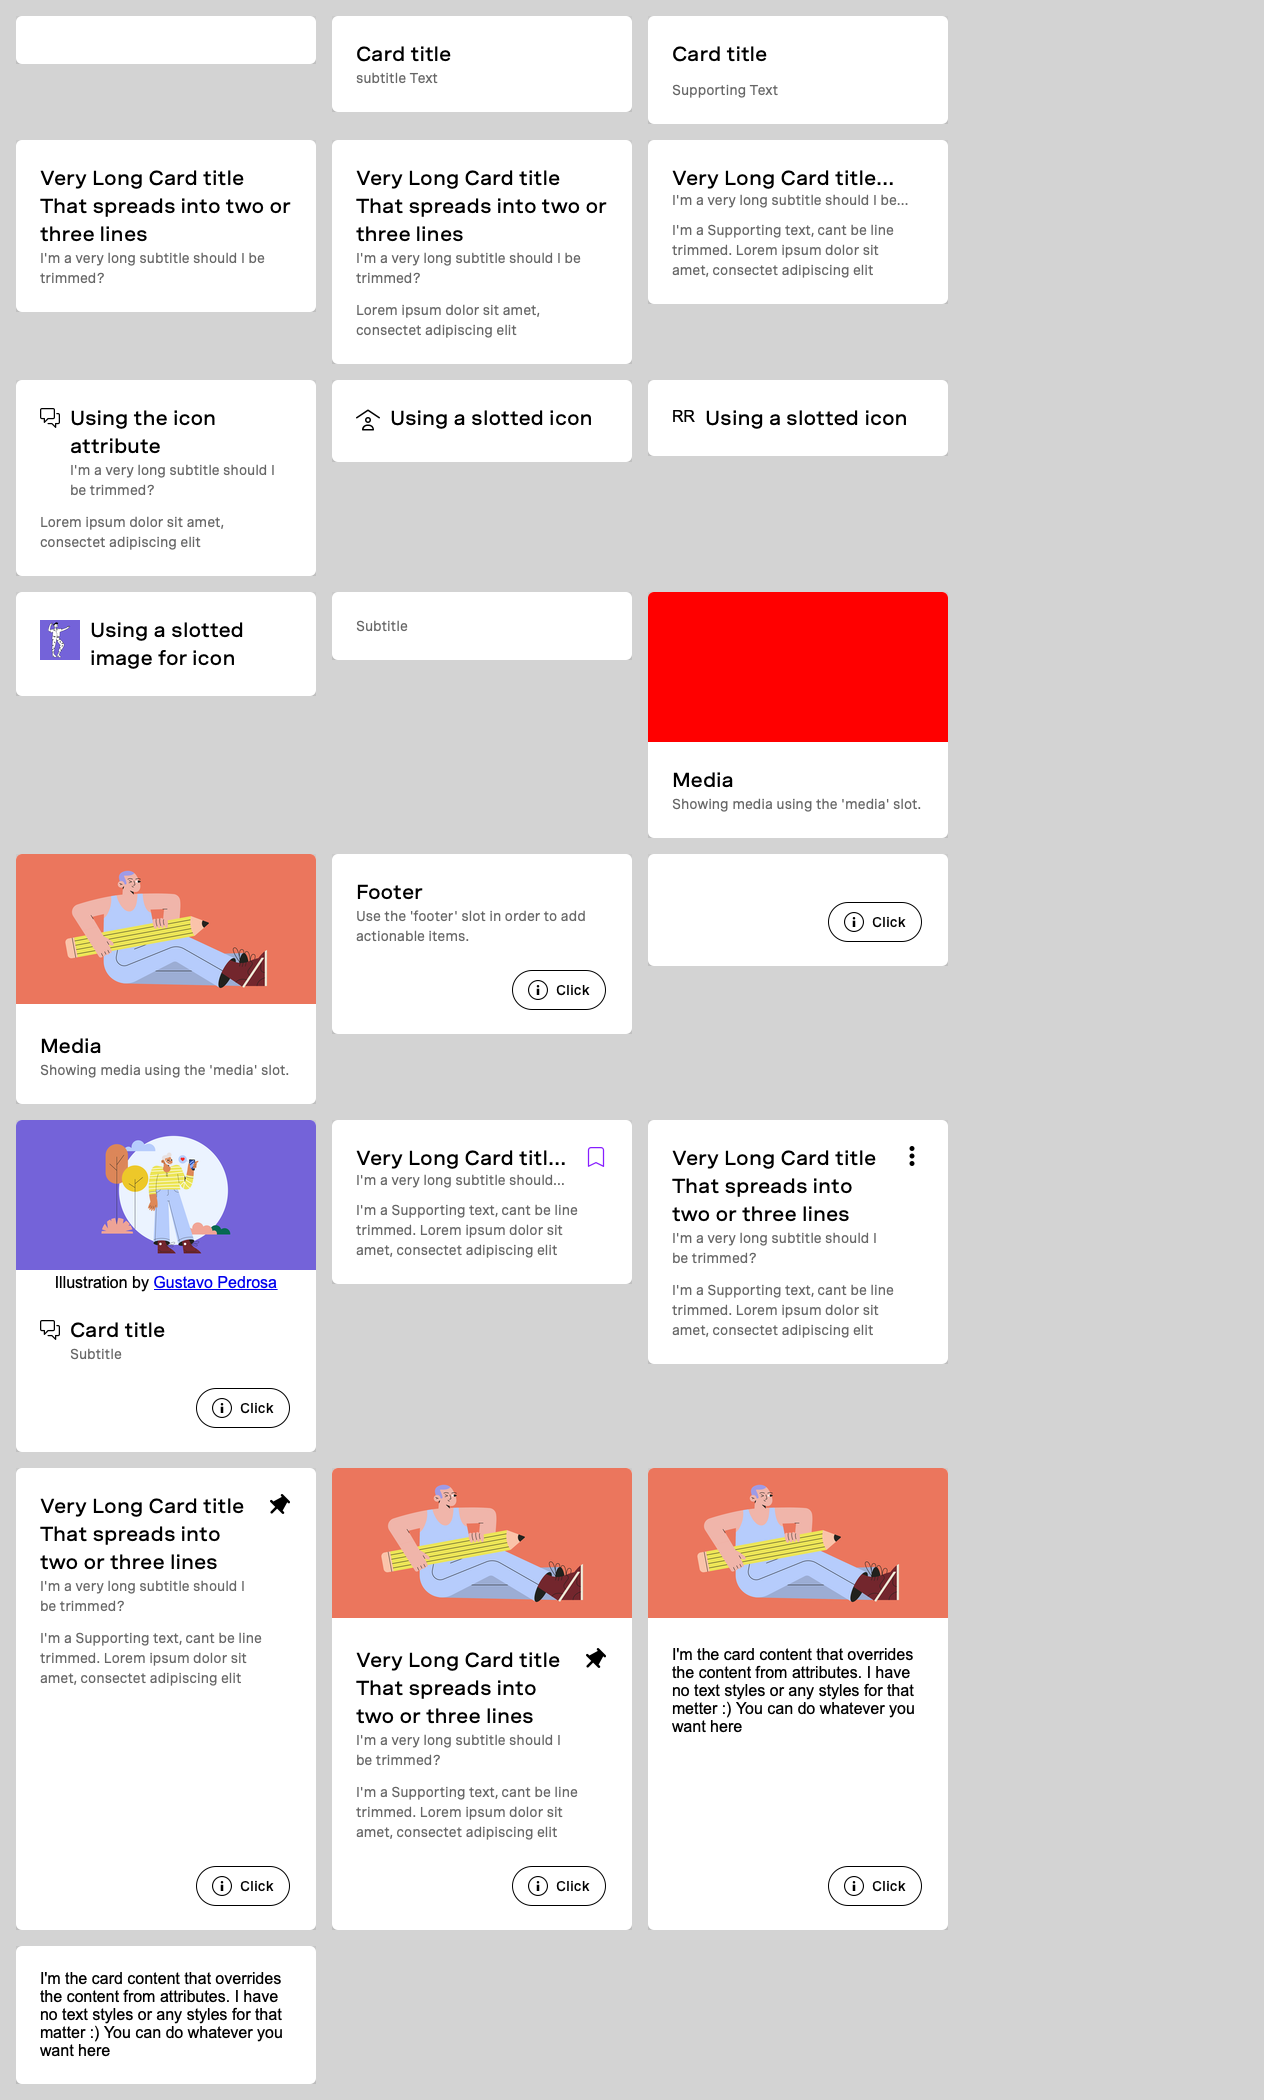 Card title
subtitle Text
Card title
Supporting Text
Very Long Card title
That spreads into two or
three lines
I'm a very long subtitle should I be
trimmed?
Very Long Card title
That spreads into two or
three lines
I'm a very long subtitle should I be
trimmed?
Lorem ipsum dolor sit amet,
consectet adipiscing elit
Very Long Card title...
I'm a very long subtitle should I be...
I'm a Supporting text, cant be line
trimmed. Lorem ipsum dolor sit
amet, consectet adipiscing elit
Using the icon
attribute
I'm a very long subtitle should I
be trimmed?
Lorem ipsum dolor sit amet,
consectet adipiscing elit
Using a slotted icon
RR Using a slotted icon
Using a slotted
image for icon
Subtitle
Media
Showing media using the 'media' slot.
Media
Showing media using the 'media' slot.
Footer
Use the 'footer' slot in order to add
actionable items.
Click
Click
Illustration by Gustavo Pedrosa
Card title
Subtitle
Click
Very Long Card titl...
I'm a very long subtitle should...
I'm a Supporting text, cant be line
trimmed. Lorem ipsum dolor sit
amet, consectet adipiscing elit
Very Long Card title
That spreads into
two or three lines
I'm a very long subtitle should I
be trimmed?
I'm a Supporting text, cant be line
trimmed. Lorem ipsum dolor sit
amet, consectet adipiscing elit
Very Long Card title
That spreads into
two or three lines
I'm a very long subtitle should I
be trimmed?
I'm a Supporting text, cant be line
trimmed. Lorem ipsum dolor sit
amet, consectet adipiscing elit
Click
Very Long Card title
That spreads into
two or three lines
I'm a very long subtitle should I
be trimmed?
I'm a Supporting text, cant be line
trimmed. Lorem ipsum dolor sit
amet, consectet adipiscing elit
Click
I'm the card content that overrides
the content from attributes. I have
no text styles or any styles for that
metter :) You can do whatever you
want here
Click
I'm the card content that overrides
the content from attributes. I have
no text styles or any styles for that
matter :) You can do whatever you
want here